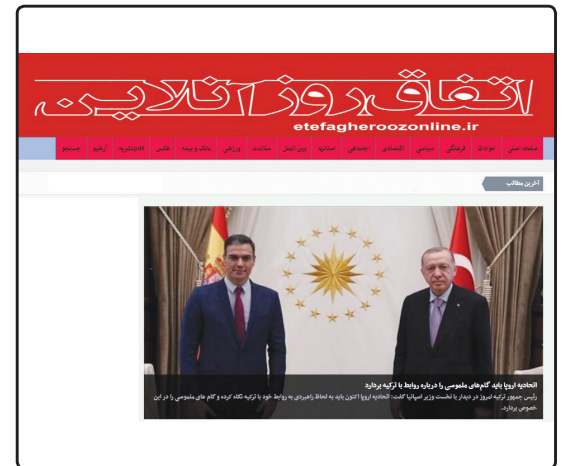 اتفاق روز آنلاین
etefagheroozonline.ir
صفحه اصلی حوادث فرهنگی سیاسی اقتصادی اجتماعی استانها بین الملل سلامت ورزشی بانک و بیمه عکس pdfنشریه آرشیو جستجو
آخرین مطالب
اتحادیه اروپا باید گام‌های ملموسی را درباره روابط با ترکیه بردارد
رئیس جمهور ترکیه امروز در دیدار با نخست وزیر اسپانیا گفت: اتحادیه اروپا اکنون باید به لحاظ راهبردی به روابط خود با ترکیه نگاه کرده و گام های ملموسی را در این
خصوص بردارد.